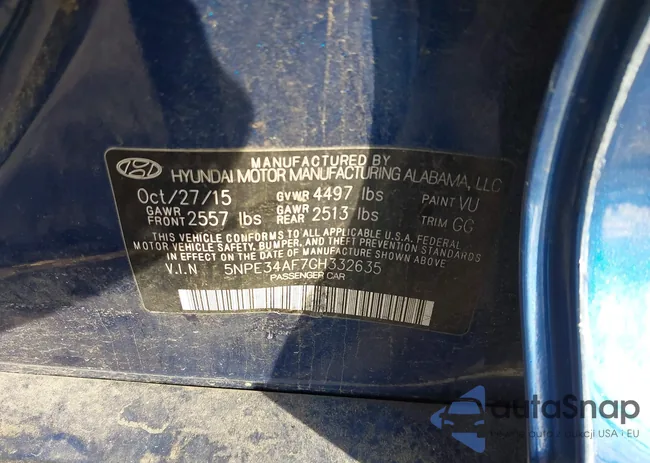 MANUFACTURED BY
HYUNDAI MOTOR MANUFACTURING ALABAMA, LLC
Oct/27/15 GVWR 4497 lbs PAINT VU
GAWR FRONT 2557 lbs GAWR REAR 2513 lbs TRIM GG
THIS VEHICLE CONFORMS TO ALL APPLICABLE U.S.A. FEDERAL
MOTOR VEHICLE SAFETY, BUMPER, AND THEFT PREVENTION STANDARDS
IN EFFECT ON THE DATE OF MANUFACTURE SHOWN ABOVE.
V.I.N 5NPE34AF7GH332635
PASSENGER CAR
autoSnap
USA - EU